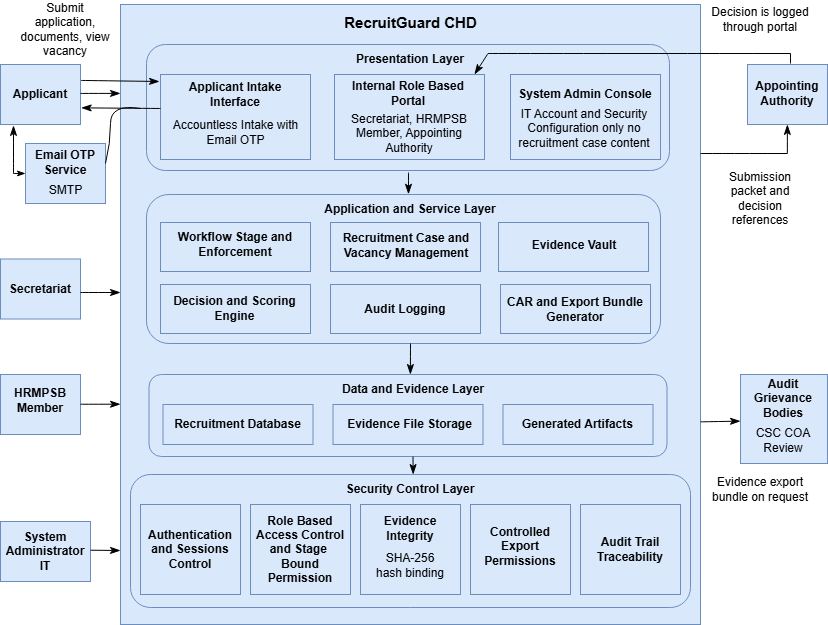 Submit
application,
documents, view
vacancy
RecruitGuard CHD
Decision is logged
through portal
Presentation Layer
Applicant
Applicant Intake
Interface
Accountless Intake with
Email OTP
Internal Role Based
Portal
Secretariat, HRMPSB
Member, Appointing
Authority
System Admin Console
IT Account and Security
Configuration only no
recruitment case content
Appointing
Authority
Email OTP
Service
SMTP
Submission
packet and
decision
references
Application and Service Layer
Workflow Stage and
Enforcement
Recruitment Case and
Vacancy Management
Evidence Vault
Secretariat
Decision and Scoring
Engine
Audit Logging
CAR and Export Bundle
Generator
HRMPSB
Member
Data and Evidence Layer
Recruitment Database
Evidence File Storage
Generated Artifacts
Audit
Grievance
Bodies
CSC COA
Review
Evidence export
bundle on request
Security Control Layer
System
Administrator
IT
Authentication
and Sessions
Control
Role Based
Access Control
and Stage
Bound
Permission
Evidence
Integrity
SHA-256
hash binding
Controlled
Export
Permissions
Audit Trail
Traceability